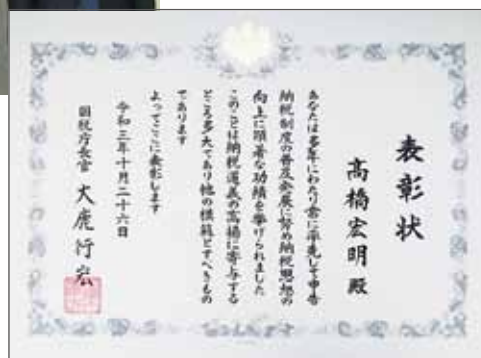 表彰状
髙橋宏明殿
あなたは多年にわたり常に率先して申告
納税制度の普及発展に努め納税思想の
向上に顕著な功績を挙げられました
このことは納税道義の高揚に寄与する
ところ多大であり他の模範とすべきもの
であります
よってここに表彰します
令和三年十月二十六日
国税庁長官 大鹿行宏